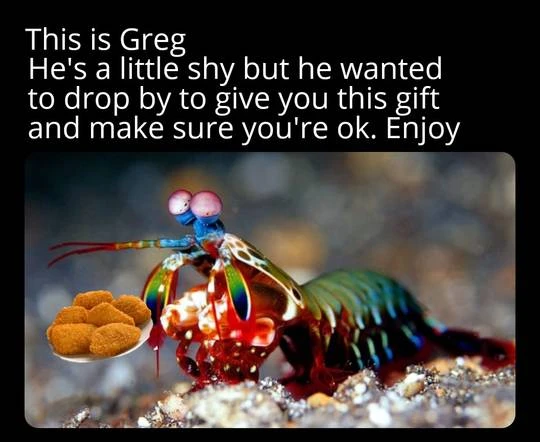 This is Greg
He's a little shy but he wanted
to drop by to give you this gift
and make sure you're ok. Enjoy